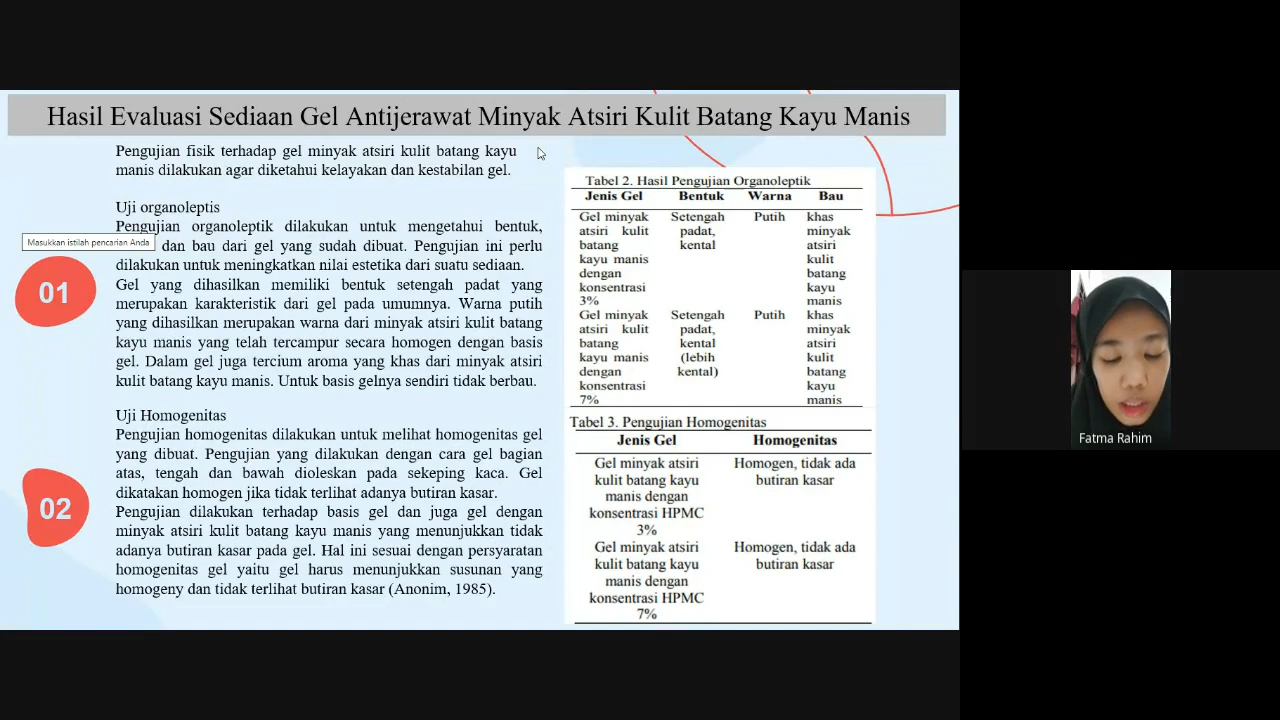 Hasil Evaluasi Sediaan Gel Antijerawat Minyak Atsiri Kulit Batang Kayu Manis
Pengujian fisik terhadap gel minyak atsiri kulit batang kayu
manis dilakukan agar diketahui kelayakan dan kestabilan gel.
Uji organoleptis
Pengujian organoleptik dilakukan untuk mengetahui bentuk,
Masukkan istilah pencarian Anda
dan bau dari gel yang sudah dibuat. Pengujian ini perlu
dilakukan untuk meningkatkan nilai estetika dari suatu sediaan.
01
Gel yang dihasilkan memiliki bentuk setengah padat yang
merupakan karakteristik dari gel pada umumnya. Warna putih
yang dihasilkan merupakan warna dari minyak atsiri kulit batang
kayu manis yang telah tercampur secara homogen dengan basis
gel. Dalam gel juga tercium aroma yang khas dari minyak atsiri
kulit batang kayu manis. Untuk basis gelnya sendiri tidak berbau.
Uji Homogenitas
Pengujian homogenitas dilakukan untuk melihat homogenitas gel
yang dibuat. Pengujian yang dilakukan dengan cara gel bagian
atas, tengah dan bawah dioleskan pada sekeping kaca. Gel
dikatakan homogen jika tidak terlihat adanya butiran kasar.
02
Pengujian dilakukan terhadap basis gel dan juga gel dengan
minyak atsiri kulit batang kayu manis yang menunjukkan tidak
adanya butiran kasar pada gel. Hal ini sesuai dengan persyaratan
homogenitas gel yaitu gel harus menunjukkan susunan yang
homogeny dan tidak terlihat butiran kasar (Anonim, 1985).
Tabel 2. Hasil Pengujian Organoleptik
Jenis Gel Bentuk Warna Bau
Gel minyak Setengah Putih khas
atsiri kulit padat, minyak
batang kental atsiri
kayu manis kulit
dengan batang
konsentrasi kayu
3% manis
Gel minyak Setengah Putih khas
atsiri kulit padat, minyak
batang kental atsiri
kayu manis (lebih kulit
dengan kental) batang
konsentrasi kayu
7% manis
Tabel 3. Pengujian Homogenitas
Jenis Gel Homogenitas
Gel minyak atsiri Homogen, tidak ada
kulit batang kayu butiran kasar
manis dengan
konsentrasi HPMC
3%
Gel minyak atsiri Homogen, tidak ada
kulit batang kayu butiran kasar
manis dengan
konsentrasi HPMC
7%
Fatma Rahim